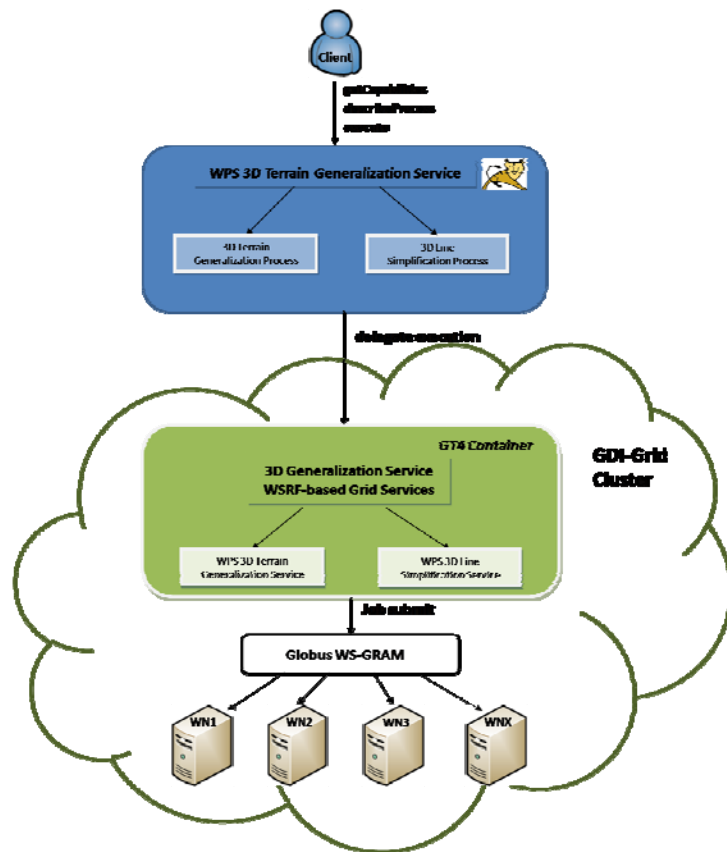 Client
getCapabilities
describeProcess
execute
WPS 3D Terrain Generalization Service
3D Terrain
Generalization Process
3D Line
Simplification Process
delegate execution
GT4 Container
GDI-Grid
Cluster
3D Generalization Service
WSRF-based Grid Services
WPS 3D Terrain
Generalization Service
WPS 3D Line
Simplification Service
Job submit
Globus WS-GRAM
WN1
WN2
WN3
WNX